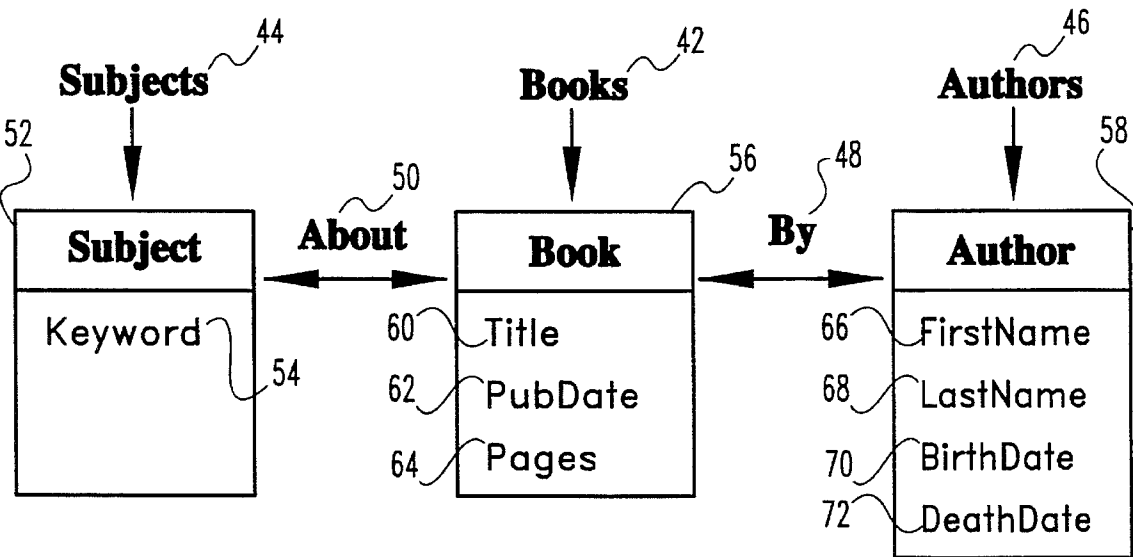 44
Subjects
42
Books
46
Authors
52
50
56
48
58
Subject
About
Book
By
Author
Keyword
54
60
Title
62
PubDate
64
Pages
66
FirstName
68
LastName
70
BirthDate
72
DeathDate